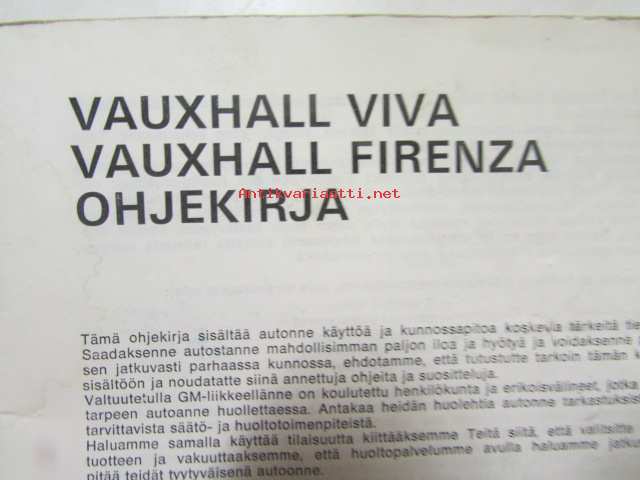 VAUXHALL VIVA
VAUXHALL FIRENZA
Antikvariaatti.net
OHJEKIRJA
Tämä ohjekirja sisältää autonne käyttöä ja kunnossapitoa koskevia tärkeitä
Saadaksenne autostanne mahdollisimman paljon iloa ja hyötyä ja voidaksenne
sen jatkuvasti parhaassa kunnossa, ehdotamme, että tutustutte tarkoin tämän
sisältöön ja noudatatte siinä annettuja ohjeita ja suositteluja.
Valtuutetulla GM-liikkeellänne on koulutettu henkilökunta ja erikoisvälineet, jotka
tarpeen autoanne huollettaessa. Antakaa heidän huolehtia autonne tarkastuksista
tarvittavista säätö- ja huoltotoimenpiteistä.
Haluamme samalla käyttää tilaisuutta kiittääksemme Teitä siitä, että valitsitte
tuotteen ja vakuuttaaksemme, että huoltopalvelumme avulla haluamme
pitää teidät tyytyväisenä autoonne.